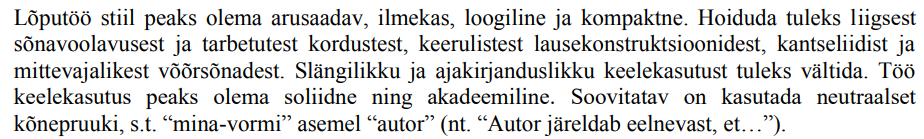 Lõputöö stiil peaks olema arusaadav, ilmekas, loogiline ja kompaktne. Hoiduda tuleks liigsest
sõnavoolavusest ja tarbetutest kordustest, keerulistest lausekonstruktsioonidest, kantseliidist ja
mittevajalikest võõrsõnadest. Slängilikku ja ajakirjanduslikku keelekasutust tuleks vältida. Töö
keelekasutus peaks olema soliidne ning akadeemiline. Soovitatav on kasutada neutraalset
kõnepruuki, s.t. “mina-vormi” asemel “autor” (nt. “Autor järeldab eelnevast, et…”).